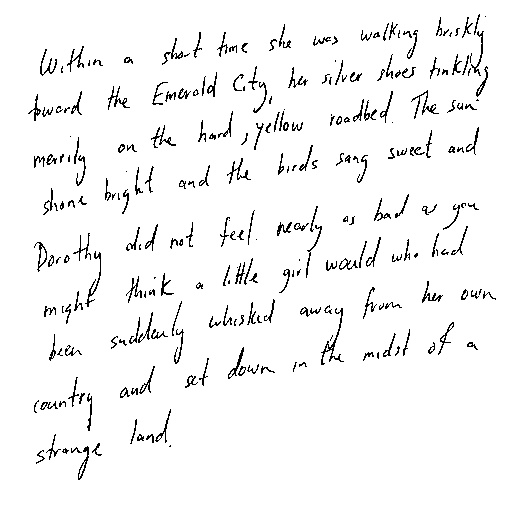 Within a short time she was walking briskly
toward the Emerald City, her silver shoes tinkling
merrily on the hard, yellow roadbed. The sun
shone bright and the birds sang sweet and
Dorothy did not feel nearly as bad as you
might think a little girl would who had
been suddenly whisked away from her own
country and set down in the midst of a
strange land.